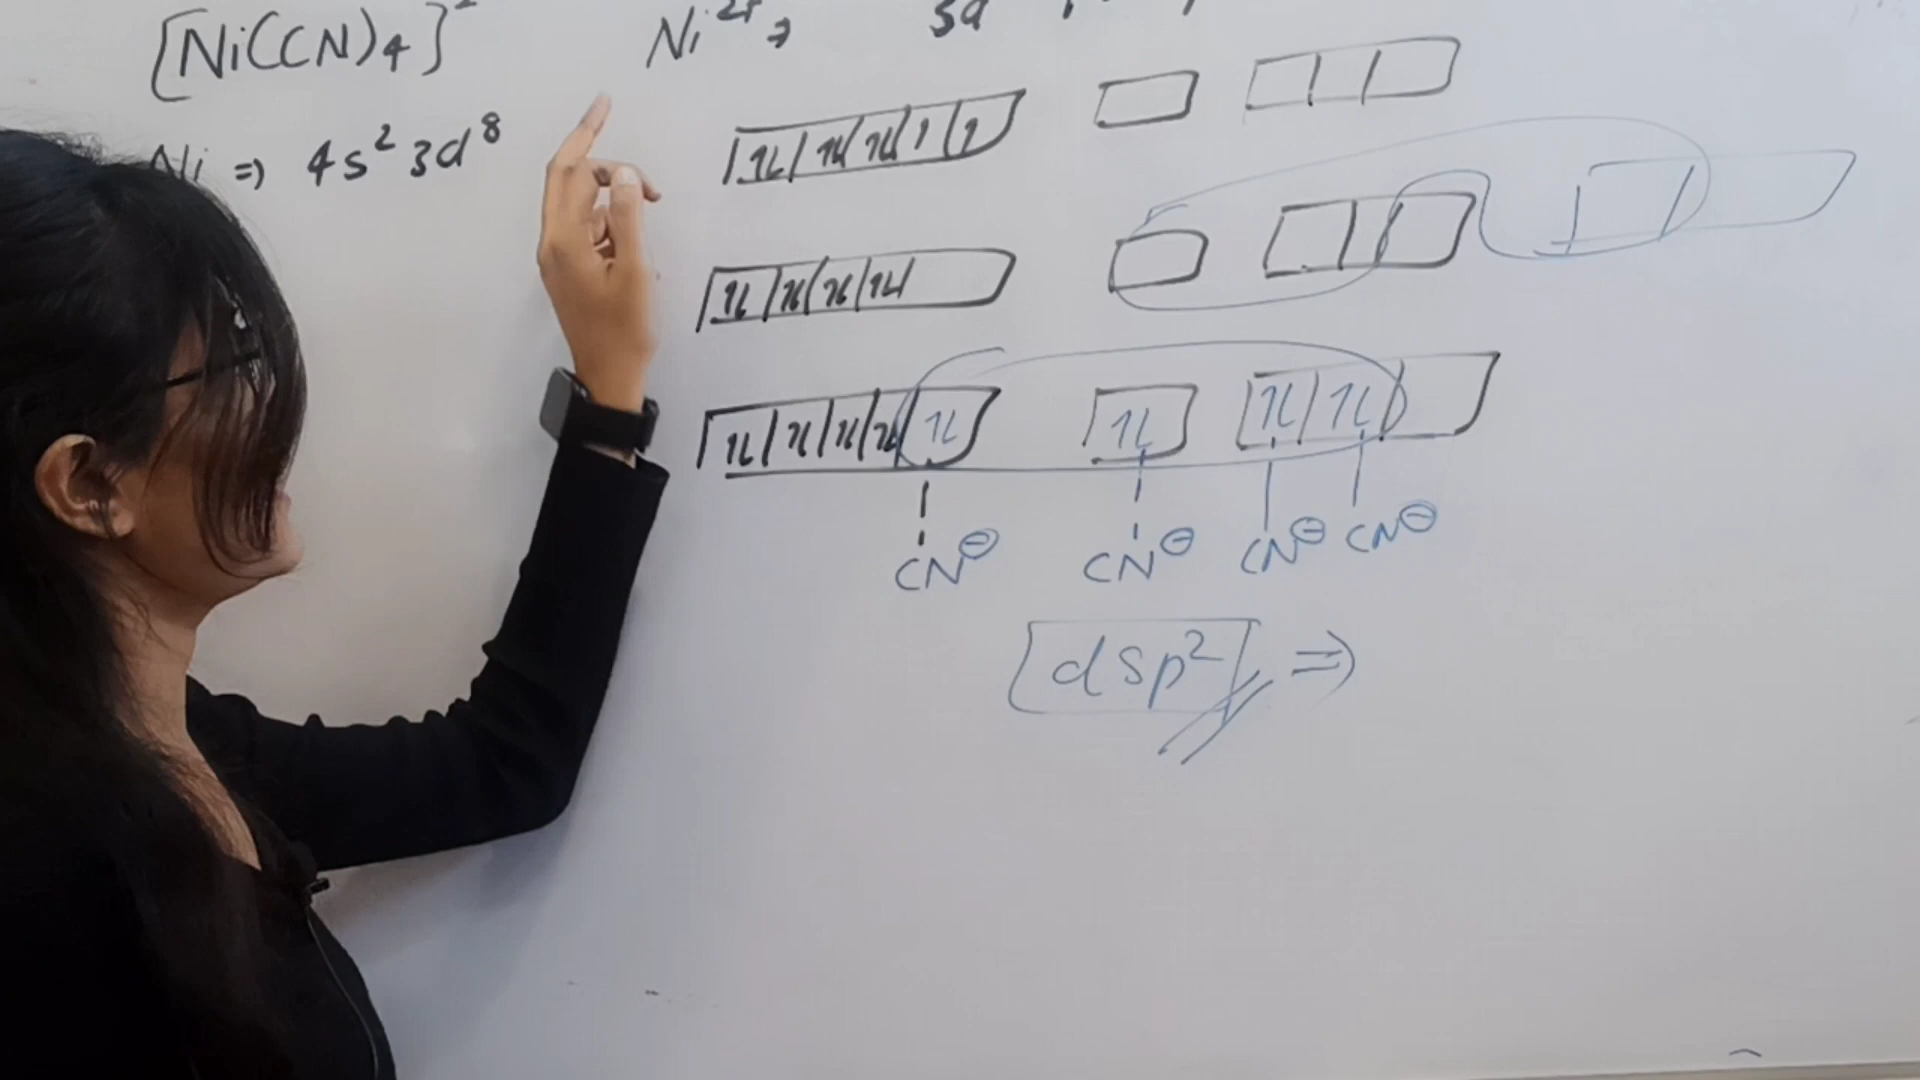 [Ni(CN)4]2-
Ni2+ ⇒ 3d
Ni ⇒ 4s2 3d8
CN⊖ CN⊖ CN⊖ CN⊖
dsp2 ⇒